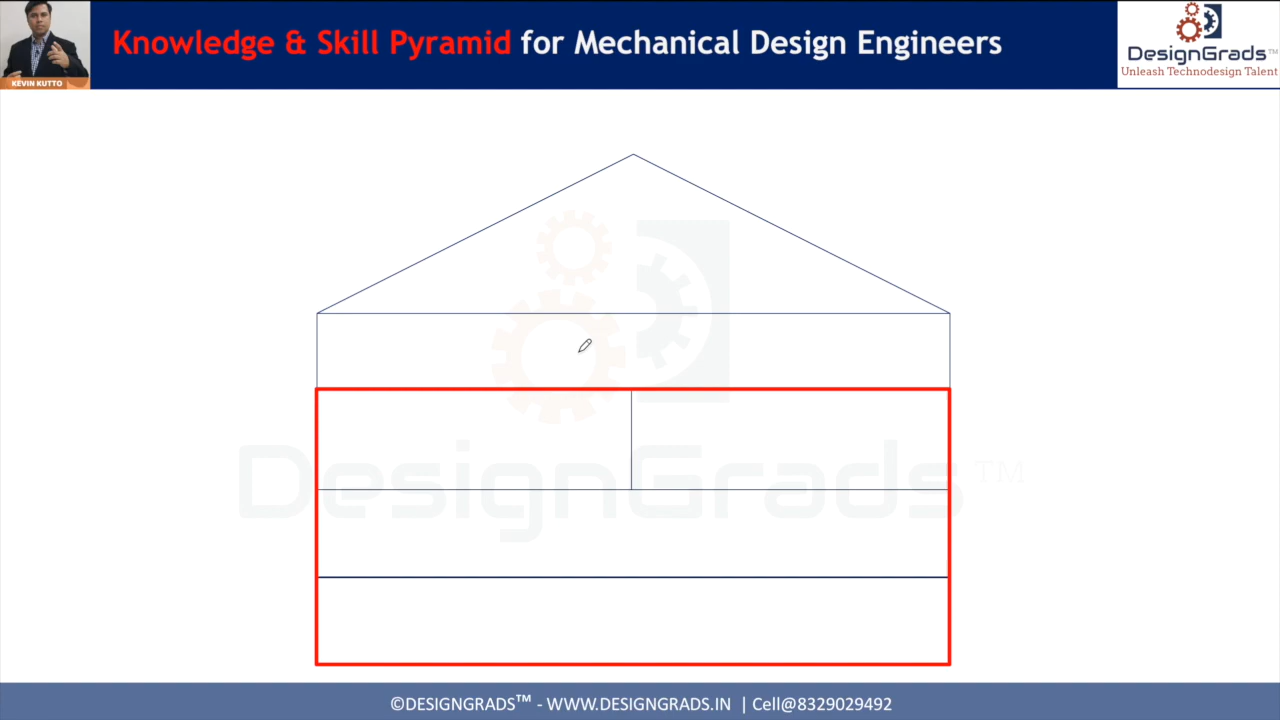 Knowledge & Skill Pyramid for Mechanical Design Engineers
KEVIN KUTTO
DesignGrads™
Unleash Technodesign Talent
DesignGrads™
©DESIGNGRADS™ - WWW.DESIGNGRADS.IN | Cell@8329029492